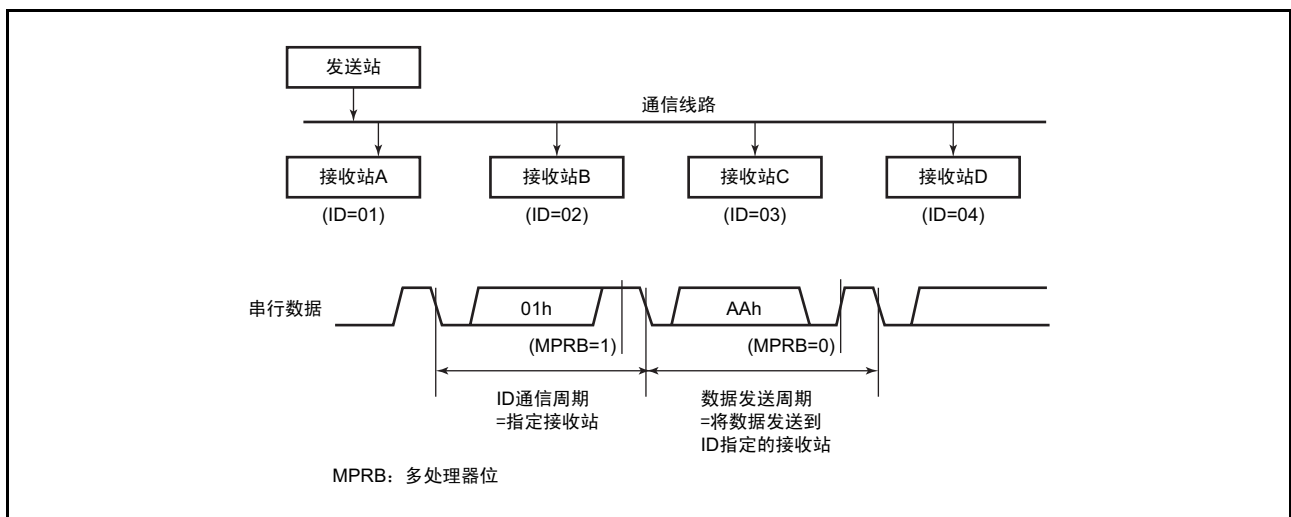 发送站
通信线路
接收站A
接收站B
接收站C
接收站D
(ID=01)
(ID=02)
(ID=03)
(ID=04)
串行数据
01h
AAh
(MPRB=1)
(MPRB=0)
ID通信周期
=指定接收站
数据发送周期
=将数据发送到
ID指定的接收站
MPRB：多处理器位